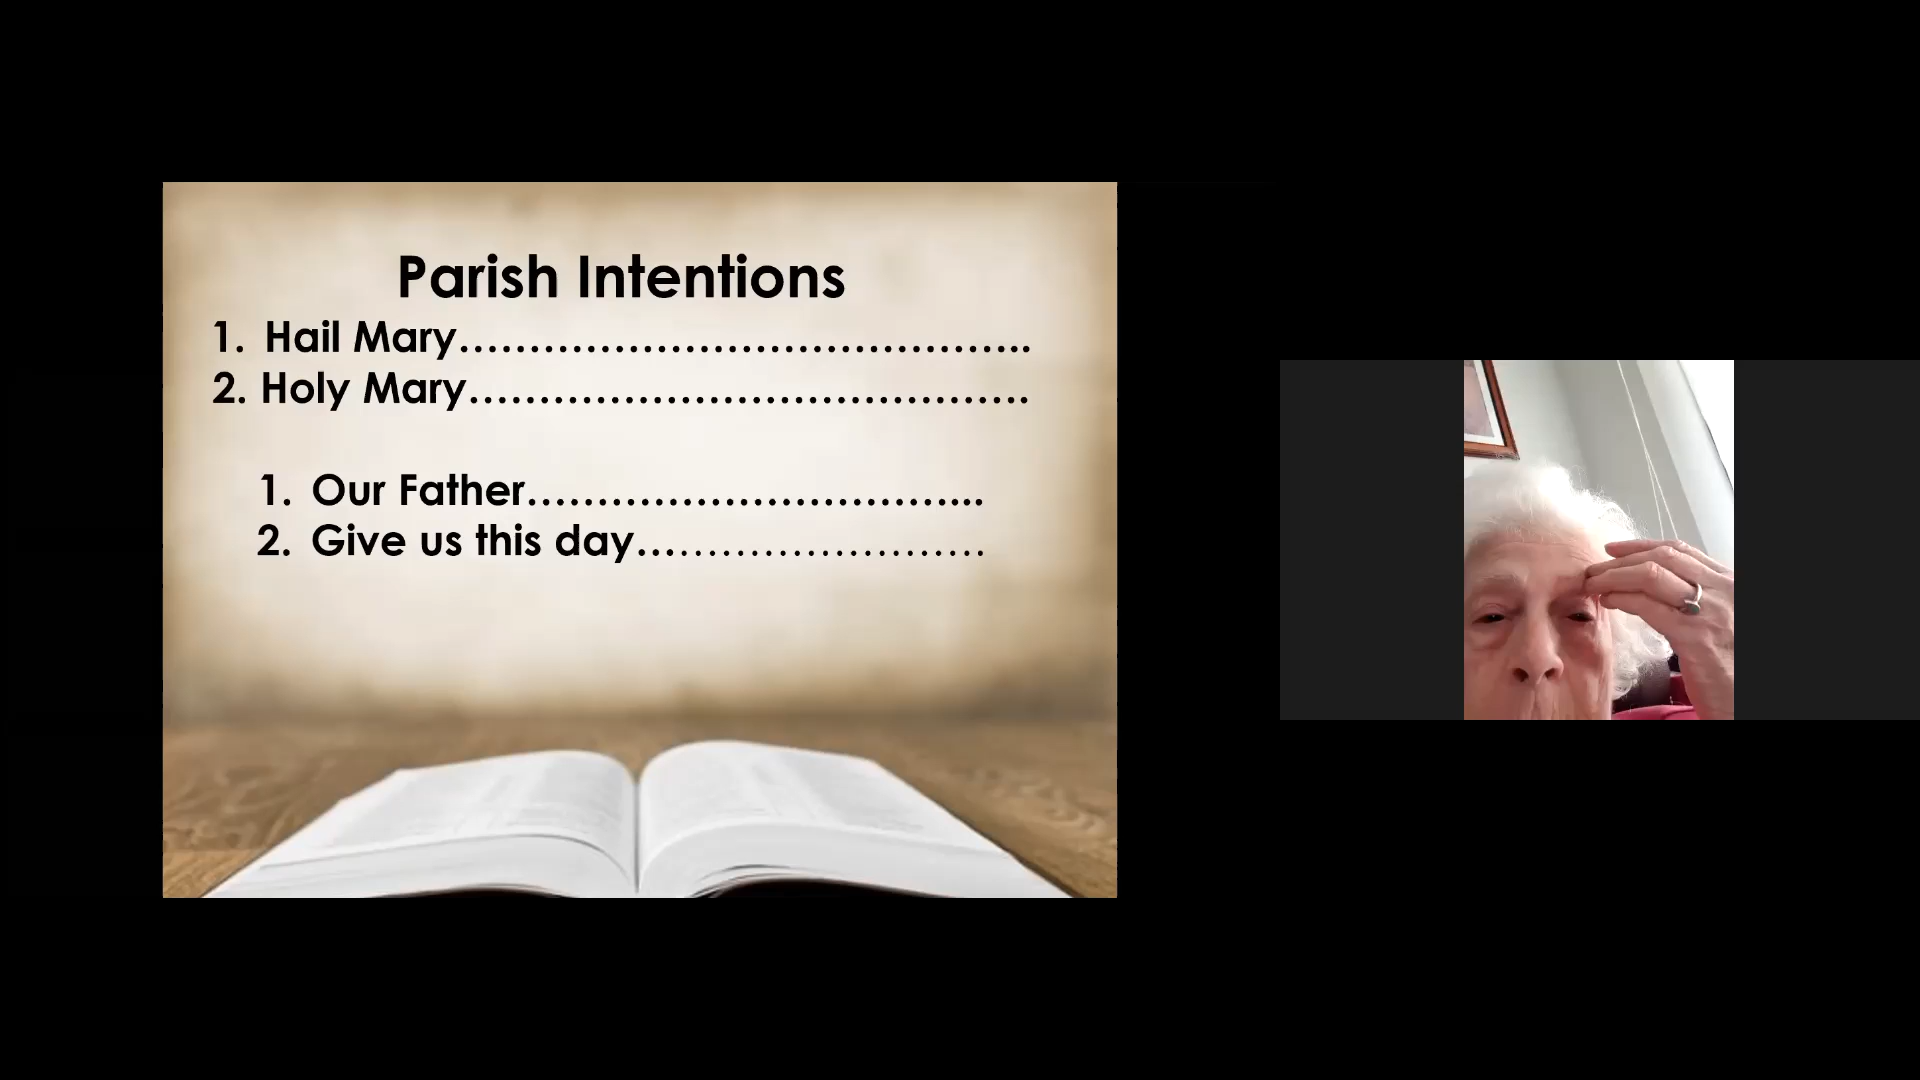 Parish Intentions
1. Hail Mary……………………………………..
2. Holy Mary………………………………….
1. Our Father…………………………...
2. Give us this day……………………